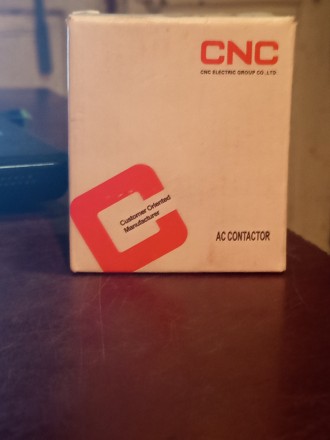 CNC
CNC ELECTRIC GROUP CO.,LTD
Customer Oriented
Manufacturer
AC CONTACTOR